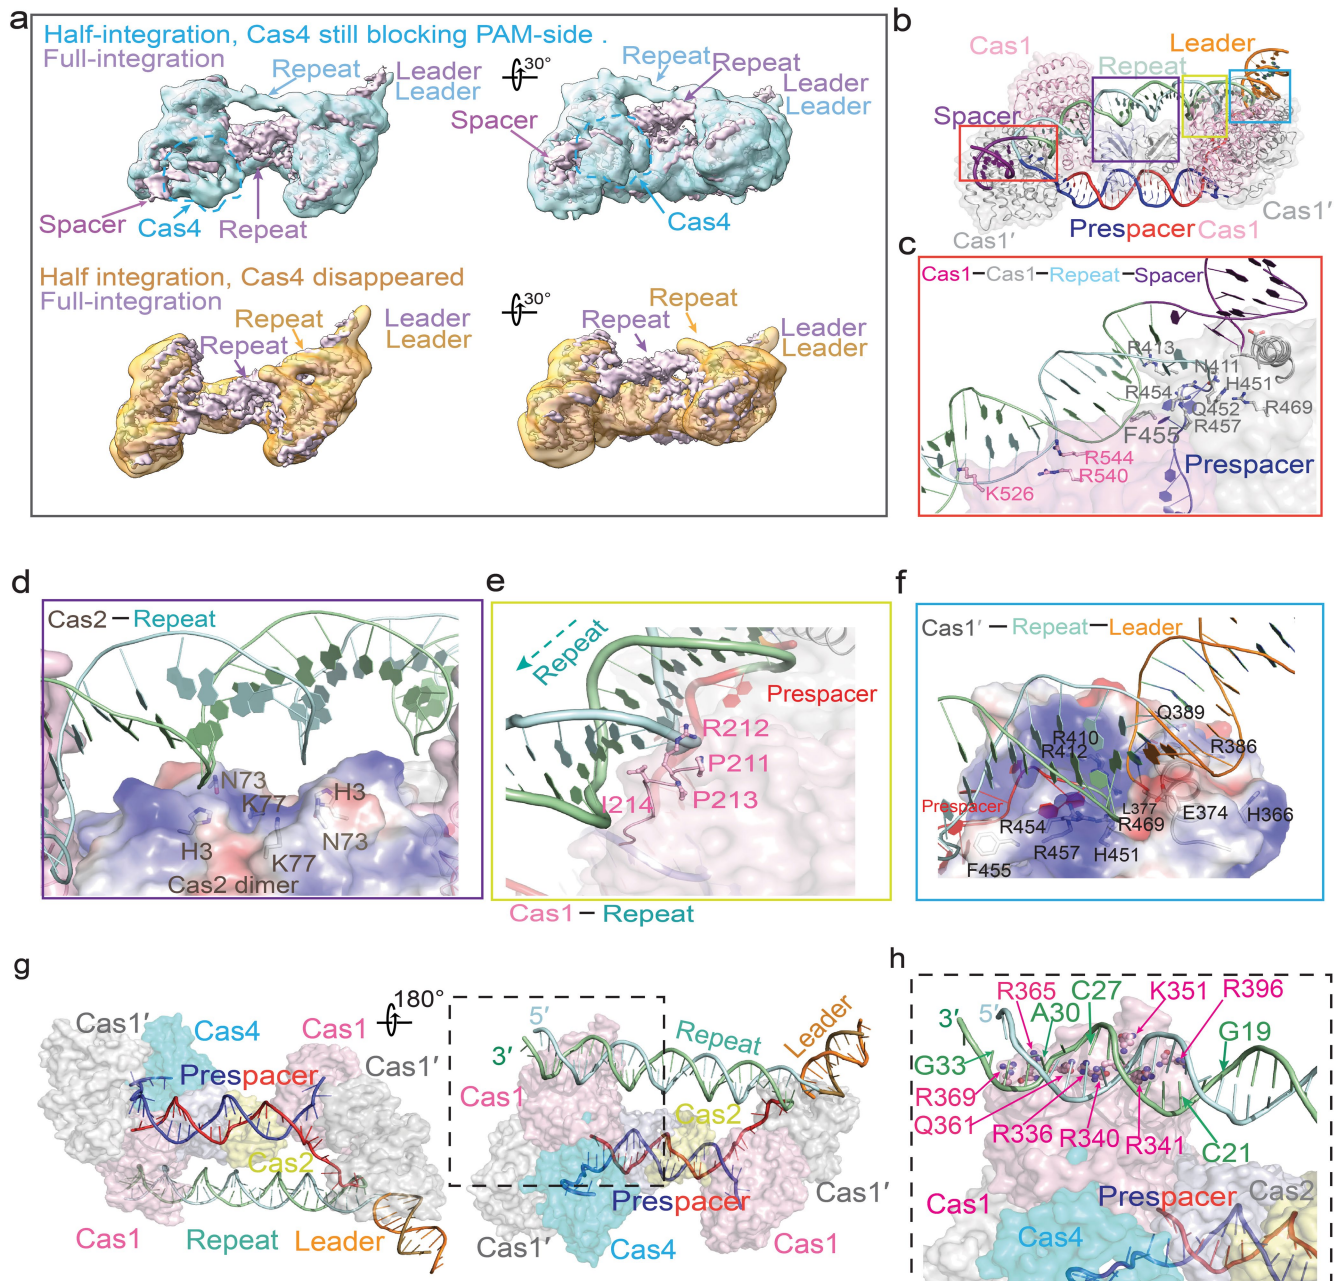 a
Half-integration, Cas4 still blocking PAM-side .
Full-integration
Repeat
Leader
Leader
Spacer
Cas4
Repeat
30°
Repeat
Repeat
Leader
Leader
Spacer
Cas4
Half integration, Cas4 disappeared
Full-integration
Repeat
Repeat
Leader
Leader
30°
Repeat
Repeat
Leader
Leader
b
Cas1
Leader
Repeat
Spacer
Cas1′
Prespacer
Cas1
Cas1′
c
Cas1–Cas1–Repeat–Spacer
R413
N411
R454
H451
Q452
R469
F455
R457
R544
R540
K526
Prespacer
d
Cas2 – Repeat
N73
K77
H3
H3
K77
N73
Cas2 dimer
e
Repeat
Prespacer
R212
P211
P213
I214
Cas1 – Repeat
f
Cas1′ – Repeat–Leader
Q389
R410
R412
R386
Prespacer
L377
E374
H366
R454
R469
R457
H451
F455
g
Cas1′
Cas4
Cas1
Cas1′
Prespacer
Cas2
Cas1
Repeat
Leader
180°
5′
3′
Repeat
Leader
Cas1
Cas2
Prespacer
Cas1′
Cas1′
Cas4
Cas1
h
R365
C27
K351
R396
3′
5′
A30
G19
G33
R369
Q361
R336
R340
R341
C21
Cas1
Prespacer
Cas2
Cas4